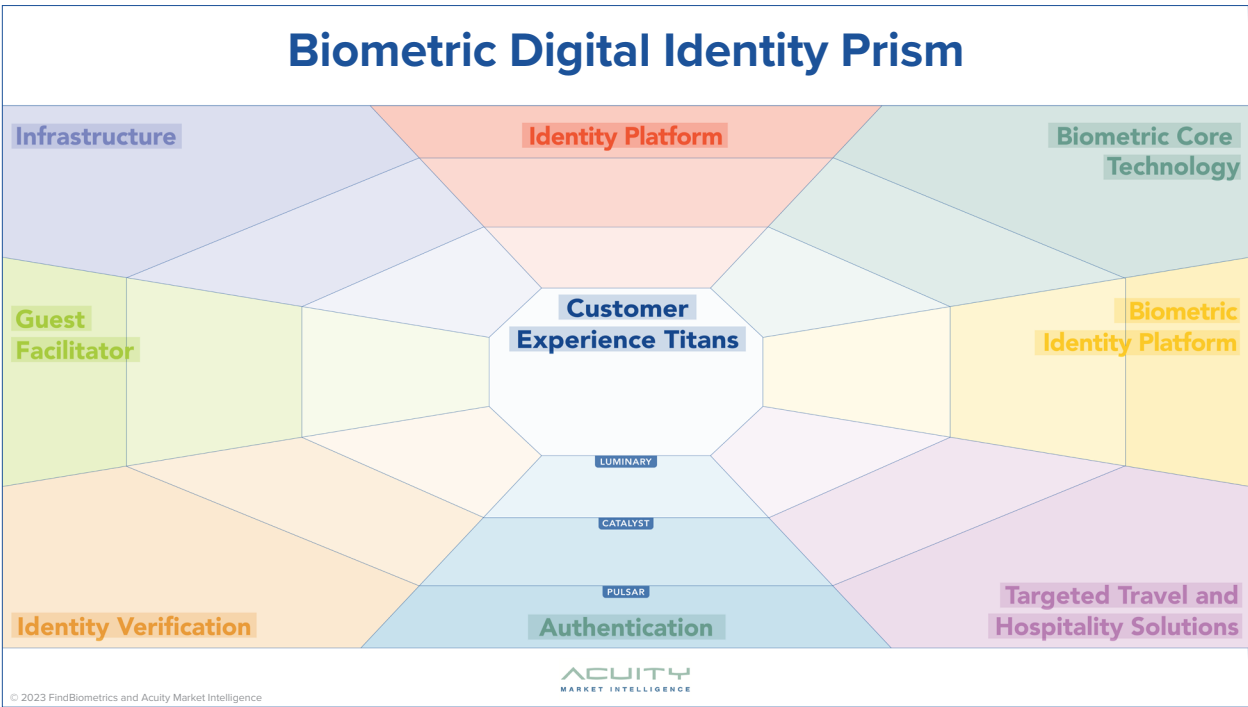 Biometric Digital Identity Prism
Infrastructure
Identity Platform
Biometric Core
Technology
Guest
Facilitator
Customer
Experience Titans
Biometric
Identity Platform
LUMINARY
CATALYST
PULSAR
Identity Verification
Authentication
Targeted Travel and
Hospitality Solutions
ACUITY
MARKET INTELLIGENCE
© 2023 FindBiometrics and Acuity Market Intelligence